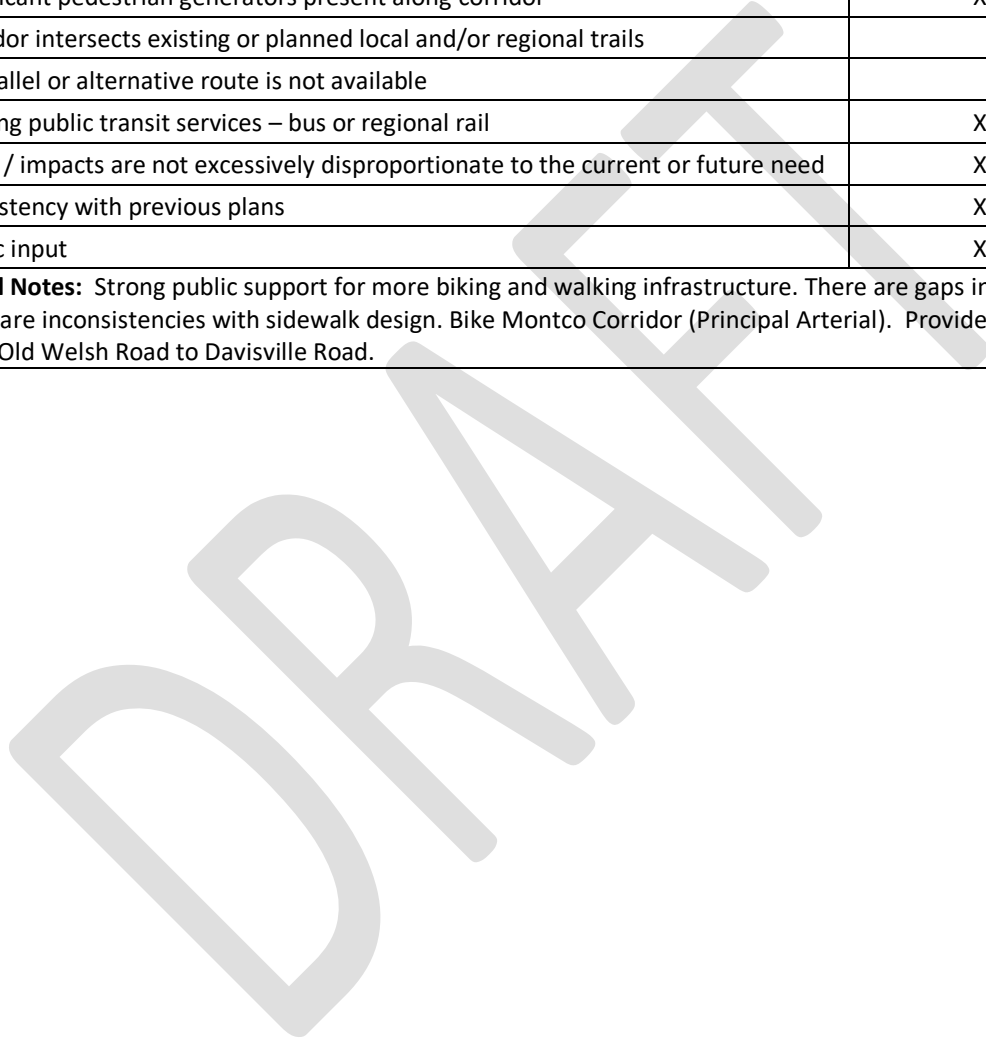 icant pedestrian generators present along corridor X
dor intersects existing or planned local and/or regional trails
allel or alternative route is not available
ng public transit services – bus or regional rail X
/ impacts are not excessively disproportionate to the current or future need X
stency with previous plans X
c input X
l Notes: Strong public support for more biking and walking infrastructure. There are gaps in
are inconsistencies with sidewalk design. Bike Montco Corridor (Principal Arterial). Provide
Old Welsh Road to Davisville Road.
DRAFT